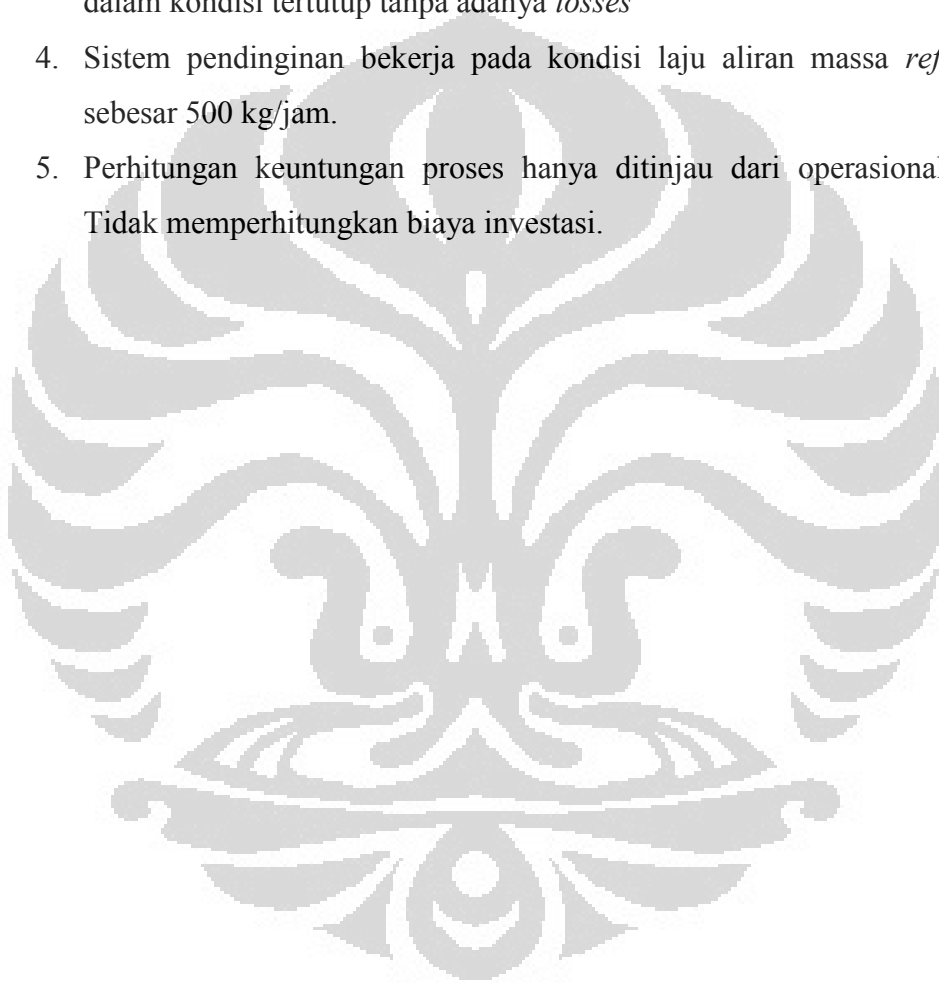 dalam kondisi tertutup tanpa adanya losses
4. Sistem pendinginan bekerja pada kondisi laju aliran massa
sebesar 500 kg/jam.
5. Perhitungan keuntungan proses hanya ditinjau dari operasional
Tidak memperhitungkan biaya investasi.